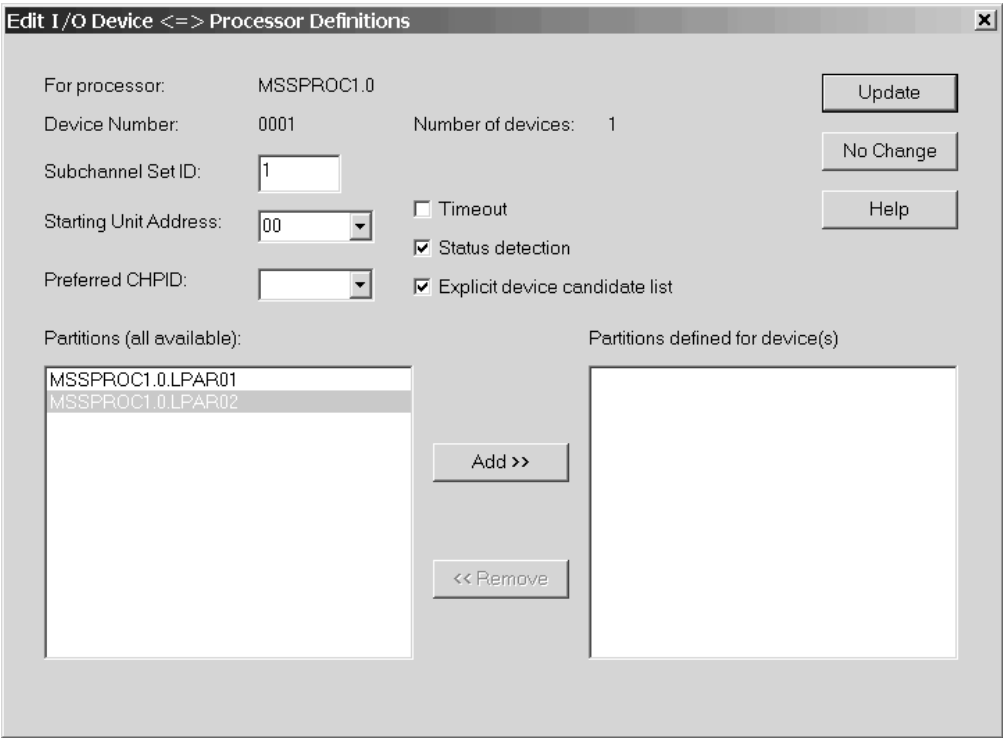 Edit I/O Device <=> Processor Definitions
For processor: MSSPROC1.0
Update
Device Number: 0001 Number of devices: 1
No Change
Subchannel Set ID: 1
Help
Starting Unit Address: 00
Timeout
Status detection
Preferred CHPID:
Explicit device candidate list
Partitions (all available):
Partitions defined for device(s)
MSSPROC1.0.LPAR01
MSSPROC1.0.LPAR02
Add >>
<< Remove